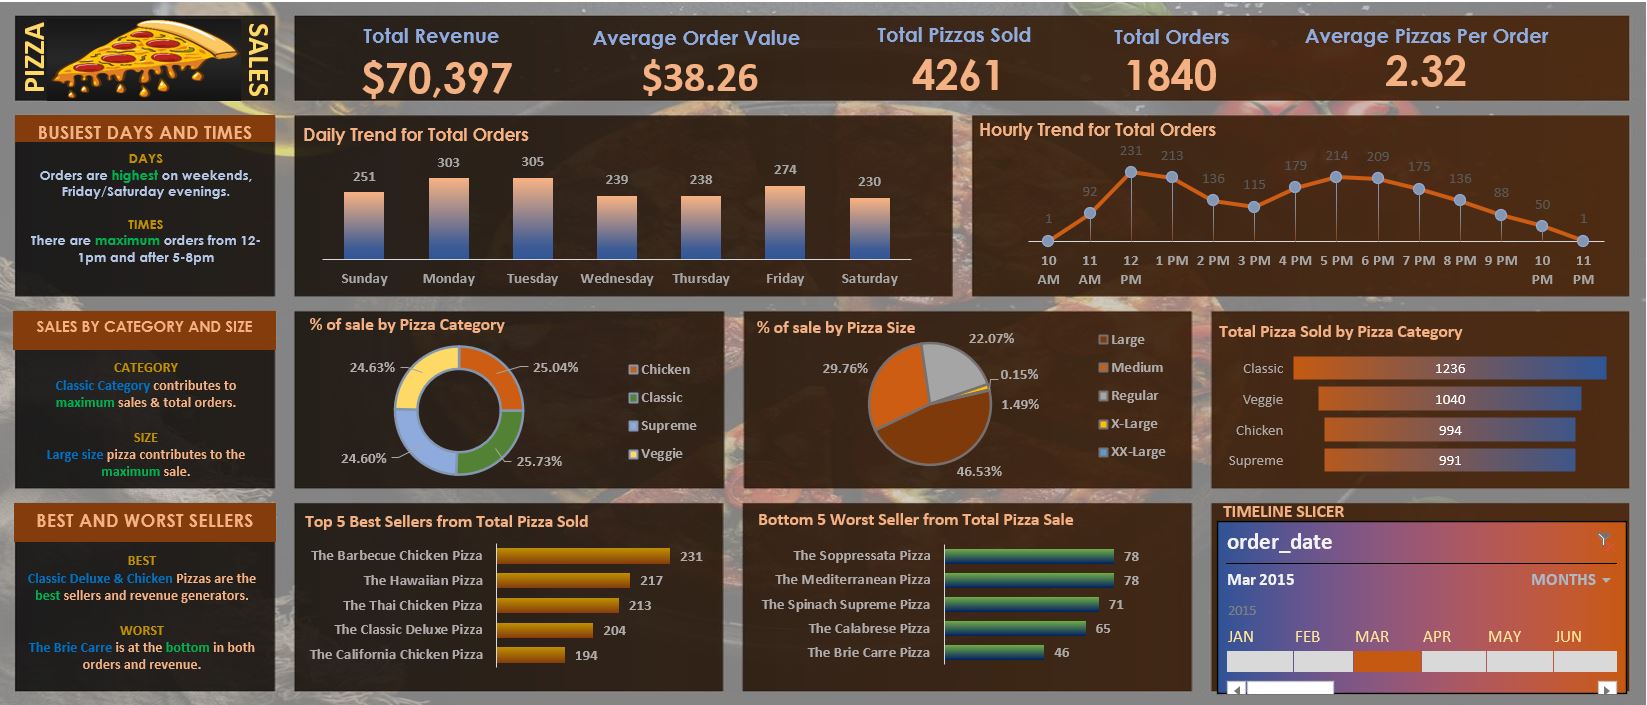 PIZZA
SALES
Total Revenue
$70,397
Average Order Value
$38.26
Total Pizzas Sold
4261
Total Orders
1840
Average Pizzas Per Order
2.32
BUSIEST DAYS AND TIMES
DAYS
Orders are highest on weekends,
Friday/Saturday evenings.
TIMES
There are maximum orders from 12-
1pm and after 5-8pm
Daily Trend for Total Orders
251
303
305
239
238
274
230
Sunday
Monday
Tuesday
Wednesday
Thursday
Friday
Saturday
Hourly Trend for Total Orders
1
92
231
213
136
115
179
214
209
175
136
88
50
1
10 AM
11 AM
12 PM
1 PM
2 PM
3 PM
4 PM
5 PM
6 PM
7 PM
8 PM
9 PM
10 PM
11 PM
SALES BY CATEGORY AND SIZE
CATEGORY
Classic Category contributes to
maximum sales & total orders.
SIZE
Large size pizza contributes to the
maximum sale.
% of sale by Pizza Category
24.63%
25.04%
24.60%
25.73%
Chicken
Classic
Supreme
Veggie
% of sale by Pizza Size
22.07%
29.76%
0.15%
1.49%
46.53%
Large
Medium
Regular
X-Large
XX-Large
Total Pizza Sold by Pizza Category
Classic 1236
Veggie 1040
Chicken 994
Supreme 991
BEST AND WORST SELLERS
BEST
Classic Deluxe & Chicken Pizzas are the
best sellers and revenue generators.
WORST
The Brie Carre is at the bottom in both
orders and revenue.
Top 5 Best Sellers from Total Pizza Sold
The Barbecue Chicken Pizza 231
The Hawaiian Pizza 217
The Thai Chicken Pizza 213
The Classic Deluxe Pizza 204
The California Chicken Pizza 194
Bottom 5 Worst Seller from Total Pizza Sale
The Soppressata Pizza 78
The Mediterranean Pizza 78
The Spinach Supreme Pizza 71
The Calabrese Pizza 65
The Brie Carre Pizza 46
TIMELINE SLICER
order_date
Mar 2015
MONTHS
2015
JAN FEB MAR APR MAY JUN